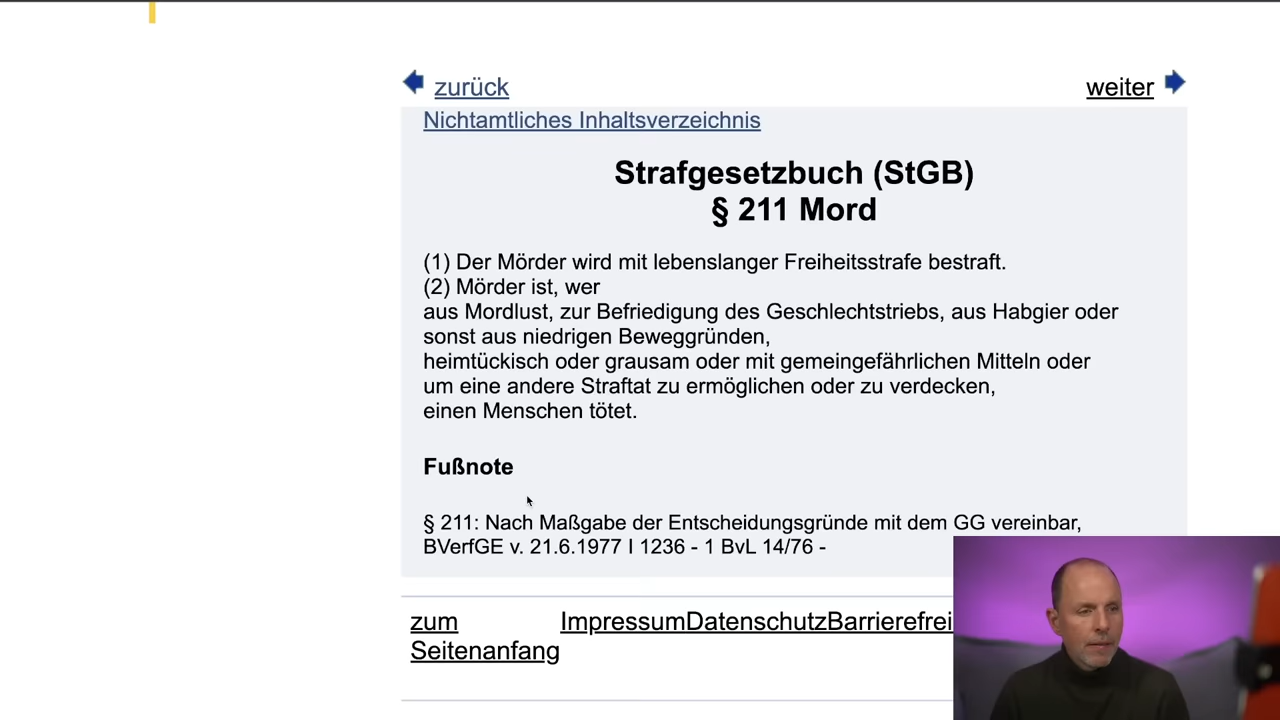 zurück
weiter
Nichtamtliches Inhaltsverzeichnis
Strafgesetzbuch (StGB)
§ 211 Mord
(1) Der Mörder wird mit lebenslanger Freiheitsstrafe bestraft.
(2) Mörder ist, wer
aus Mordlust, zur Befriedigung des Geschlechtstriebs, aus Habgier oder
sonst aus niedrigen Beweggründen,
heimtückisch oder grausam oder mit gemeingefährlichen Mitteln oder
um eine andere Straftat zu ermöglichen oder zu verdecken,
einen Menschen tötet.
Fußnote
§ 211: Nach Maßgabe der Entscheidungsgründe mit dem GG vereinbar,
BVerfGE v. 21.6.1977 I 1236 - 1 BvL 14/76 -
zum
Seitenanfang
ImpressumDatenschutzBarrierefrei